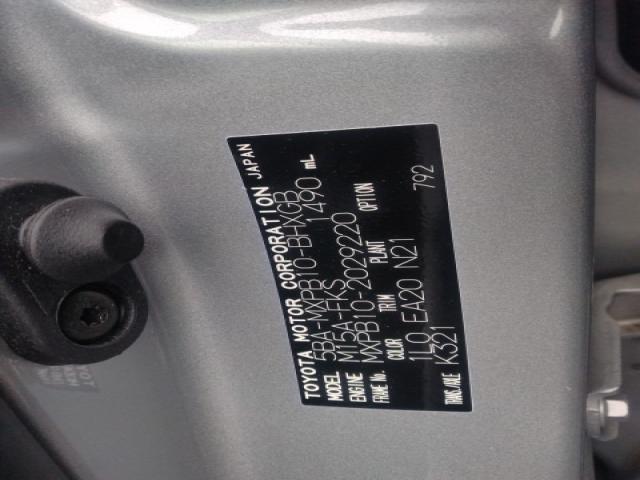 TOYOTA MOTOR CORPORATION JAPAN
MODEL 5BA-MXPB10-BHXGB
ENGINE M15A-FKS 1490 mL
FRAME No. MXPB10-2029220
COLOR TRIM PLANT OPTION
1L0 EA20 N21 792
TRANS./AXLE K321